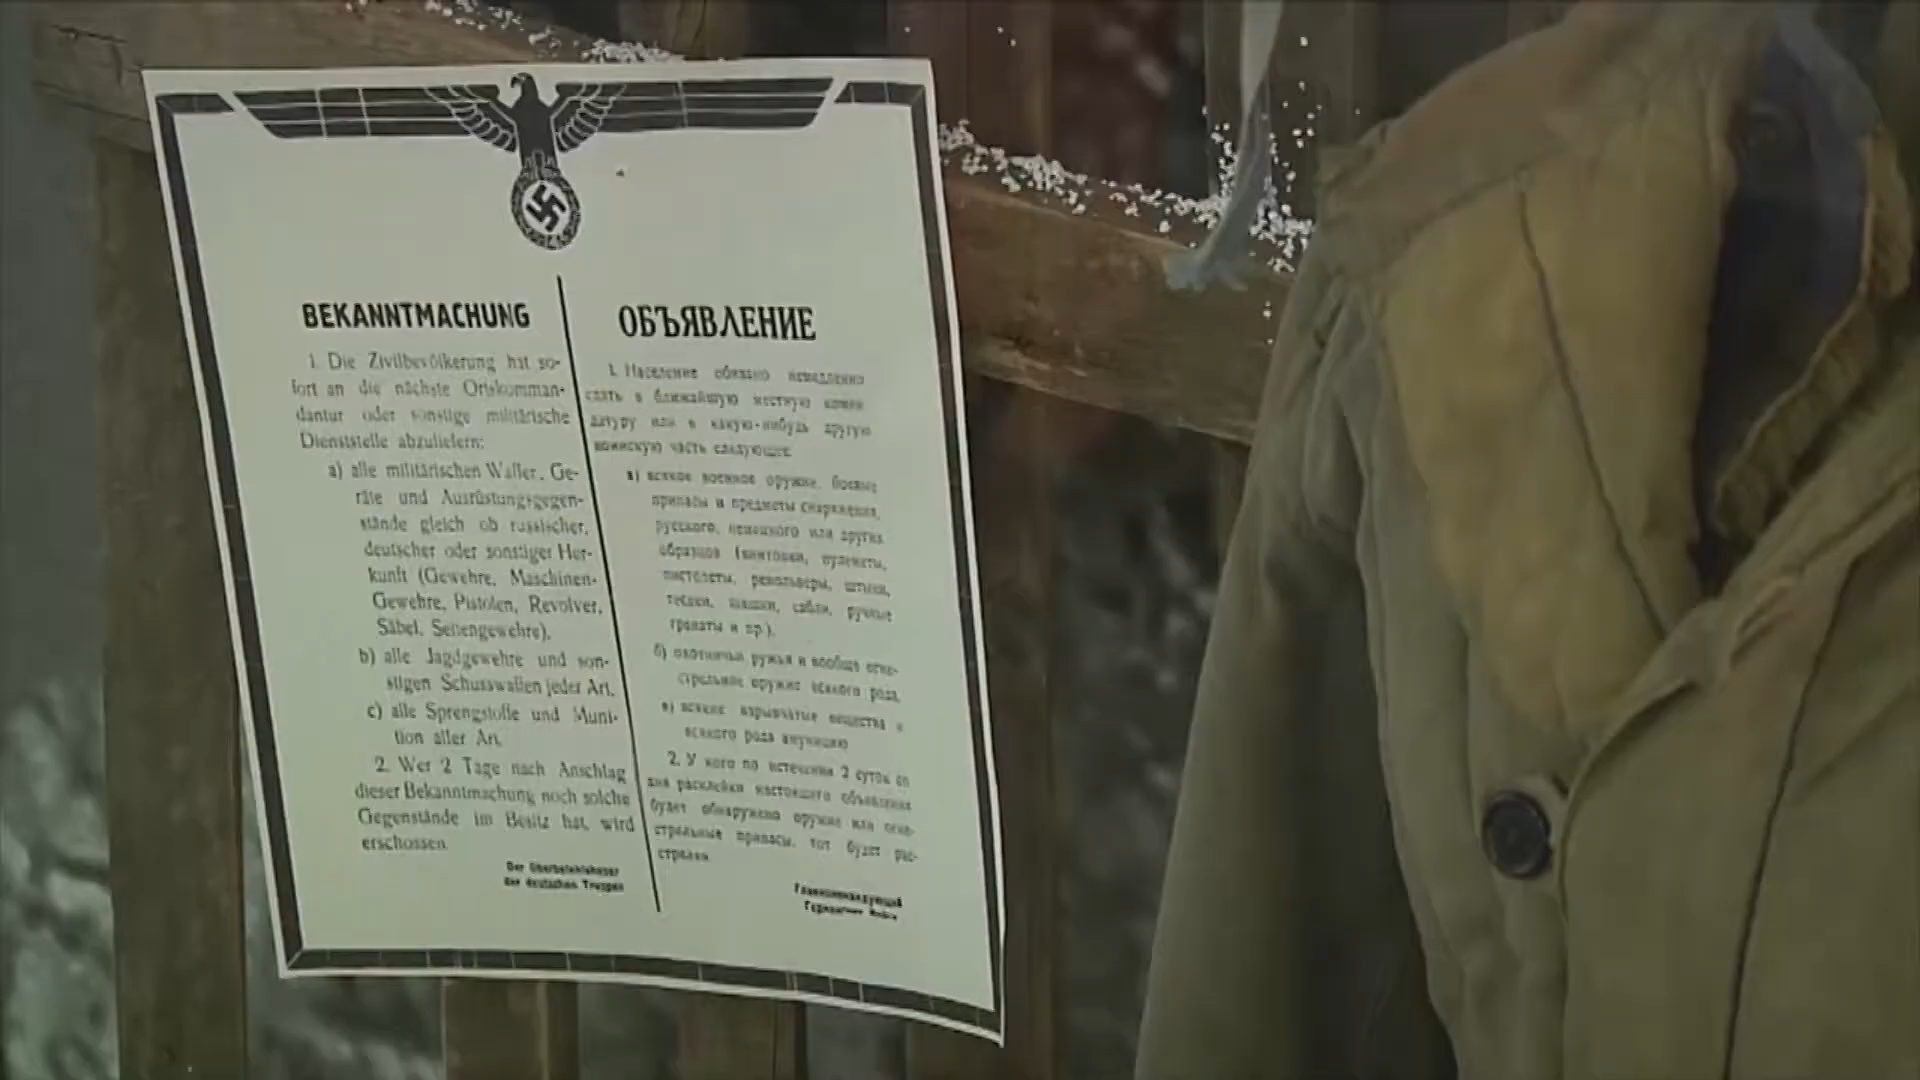 BEKANNTMACHUNG
1. Die Zivilbevölkerung hat so-
fort an die nächste Ortskomman-
dantur oder sonstige militärische
Dienststelle abzuliefern:
a) alle militärischen Waffen, Ge-
räte und Ausrüstungsgegen-
stände gleich ob russischer,
deutscher oder sonstiger Her-
kunft (Gewehre, Maschinen-
Gewehre, Pistolen, Revolver,
Säbel, Seitengewehre),
b) alle Jagdgewehre und son-
stigen Schusswaffen jeder Art,
c) alle Sprengstoffe und Muni-
tion aller Art.
2. Wer 2 Tage nach Anschlag
dieser Bekanntmachung noch solche
Gegenstände im Besitz hat, wird
erschossen.
Der Oberbefehlshaber
der deutschen Truppen
ОБЪЯВЛЕНИЕ
1. Население обязано немедленно
сдать в ближайшую местную комен
датуру или в какую-нибудь другую
воинскую часть следующее:
а) всякое военное оружие, боевые
припасы и предметы снаряжения,
русского, немецкого или других
образцов (винтовки, пулеметы,
пистолеты, револьверы, штыки,
тесаки, шашки, сабли, ручные
гранаты и пр.),
б) охотничьи ружья и вообще огне-
стрельное оружие всякого рода,
в) всякие взрывчатые вещества и
всякого рода амуницию
2. У кого по истечении 2 суток со
дня расклейки настоящего объявления
будет обнаружено оружие или огне-
стрельные припасы, тот будет рас-
стрелян.
Главнокомандующий